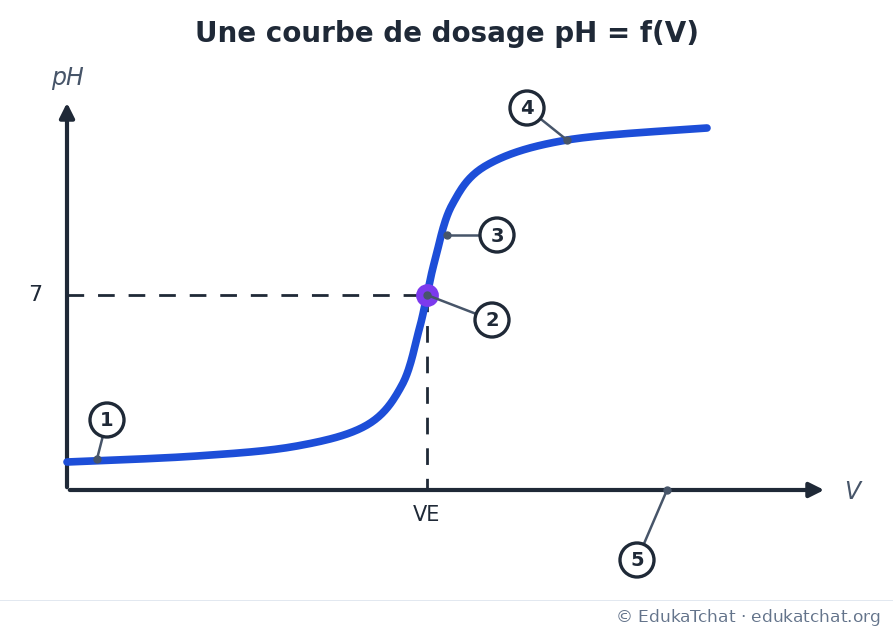 Une courbe de dosage pH = f(V)
pH
4
3
7
2
1
V
VE
5
© EdukaTchat · edukatchat.org